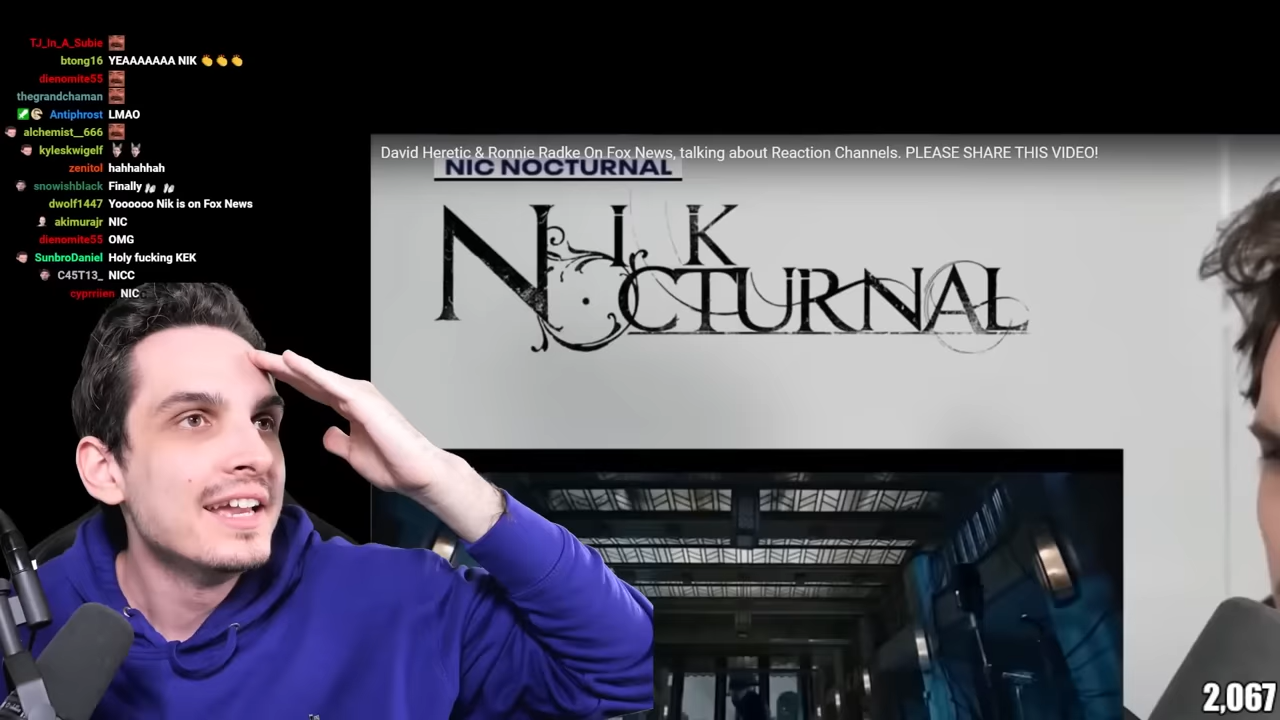 TJ_In_A_Subie
btong16 YEAAAAAAA NIK 👏👏👏
dienomite55
thegrandchaman
Antiphrost LMAO
alchemist__666
kyleskwigelf
zenitol hahhahhah
snowishblack Finally
dwolf1447 Yoooooo Nik is on Fox News
akimurajr NIC
dienomite55 OMG
SunbroDaniel Holy fucking KEK
C45T13_ NICC
cyprriien NIC
David Heretic & Ronnie Radke On Fox News, talking about Reaction Channels. PLEASE SHARE THIS VIDEO!
NIC NOCTURNAL
NIK
NOCTURNAL
2,067